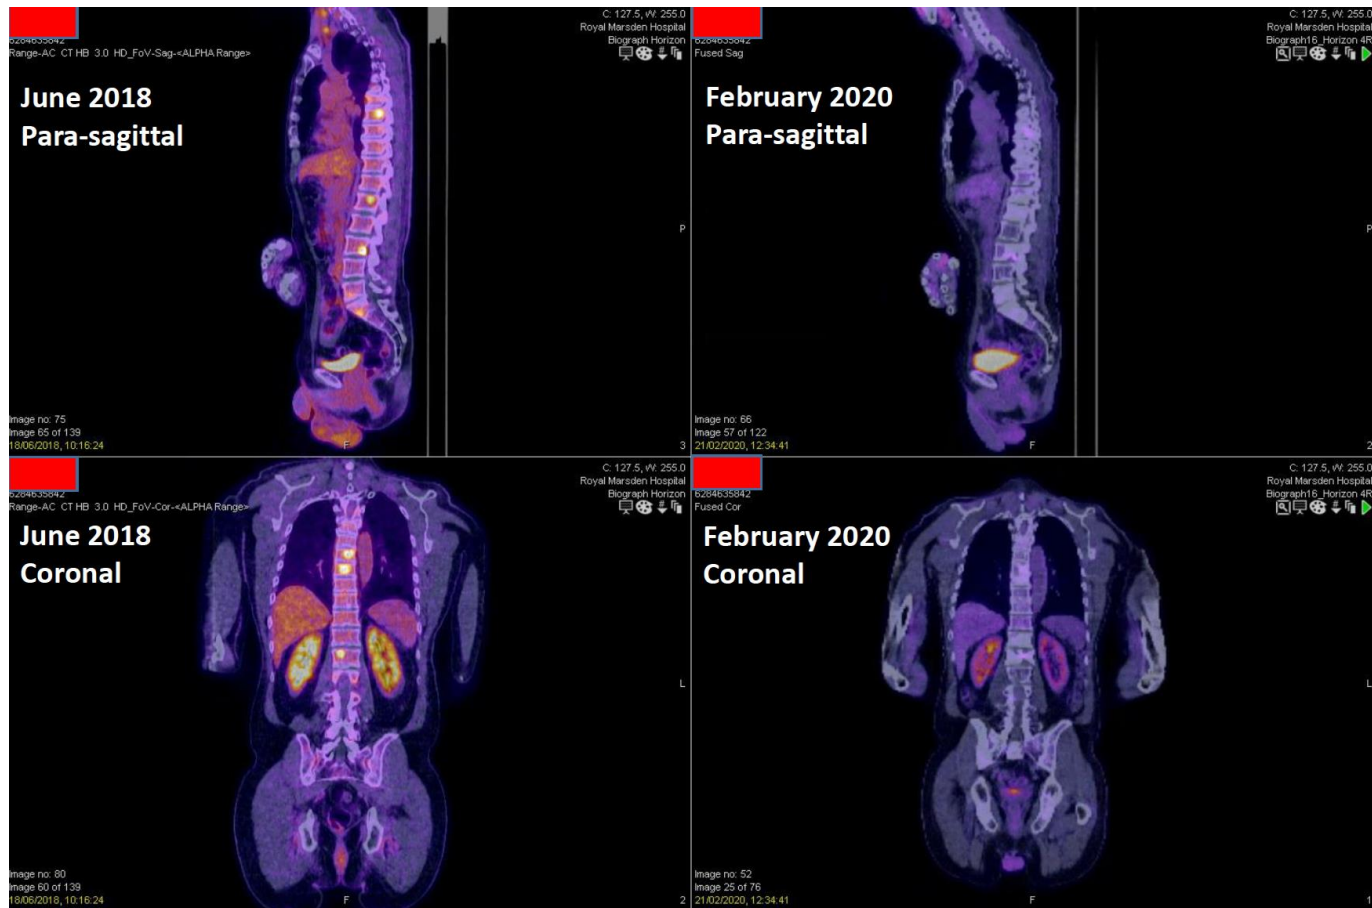 C: 127.5, W: 255.0
Royal Marsden Hospital
6284635842
Biograph Horizon
Range-AC CT HB 3.0 HD_FoV-Sag-<ALPHA Range>
June 2018
Para-sagittal
P
Image no: 75
Image 65 of 139
18/06/2018, 10:16:24
F
3
C: 127.5, W: 255.0
Royal Marsden Hospital
6284635842
Biograph16_Horizon 4R
Fused Sag
February 2020
Para-sagittal
P
Image no: 66
Image 57 of 122
21/02/2020, 12:34:41
F
2
C: 127.5, W: 255.0
Royal Marsden Hospital
6284635842
Biograph Horizon
Range-AC CT HB 3.0 HD_FoV-Cor-<ALPHA Range>
June 2018
Coronal
L
Image no: 80
Image 60 of 139
18/06/2018, 10:16:24
F
2
C: 127.5, W: 255.0
Royal Marsden Hospital
6284635842
Biograph16_Horizon 4R
Fused Cor
February 2020
Coronal
L
Image no: 52
Image 25 of 76
21/02/2020, 12:34:41
F
1